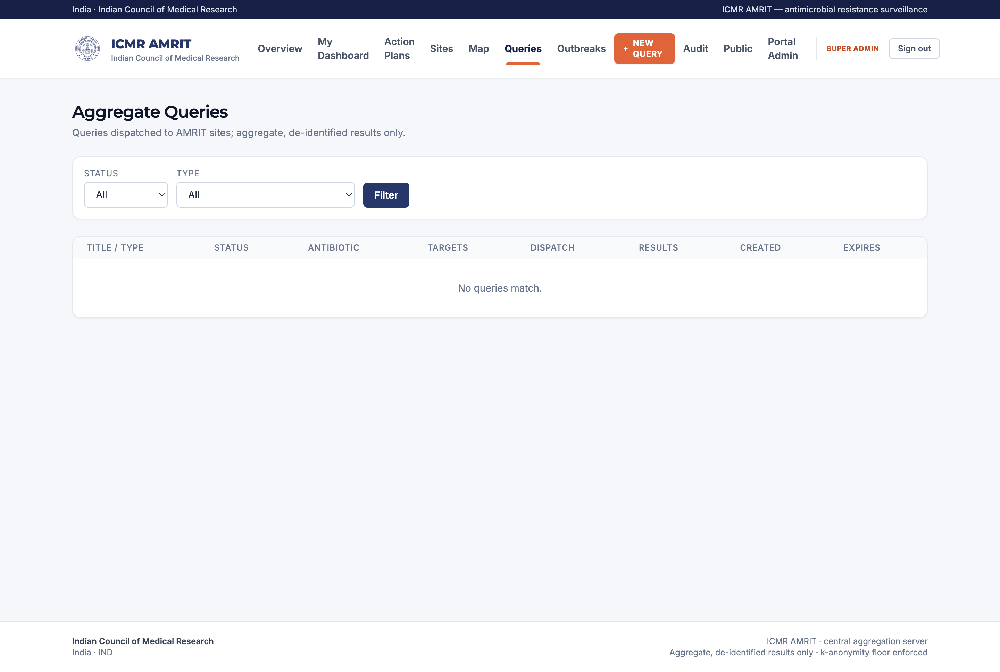 India · Indian Council of Medical Research
ICMR AMRIT — antimicrobial resistance surveillance
ICMR AMRIT
Indian Council of Medical Research
Overview
My
Dashboard
Action
Plans
Sites
Map
Queries
Outbreaks
+ NEW
QUERY
Audit
Public
Portal
Admin
SUPER ADMIN
Sign out
Aggregate Queries
Queries dispatched to AMRIT sites; aggregate, de-identified results only.
STATUS
TYPE
All
All
Filter
TITLE / TYPE
STATUS
ANTIBIOTIC
TARGETS
DISPATCH
RESULTS
CREATED
EXPIRES
No queries match.
Indian Council of Medical Research
India · IND
ICMR AMRIT · central aggregation server
Aggregate, de-identified results only · k-anonymity floor enforced